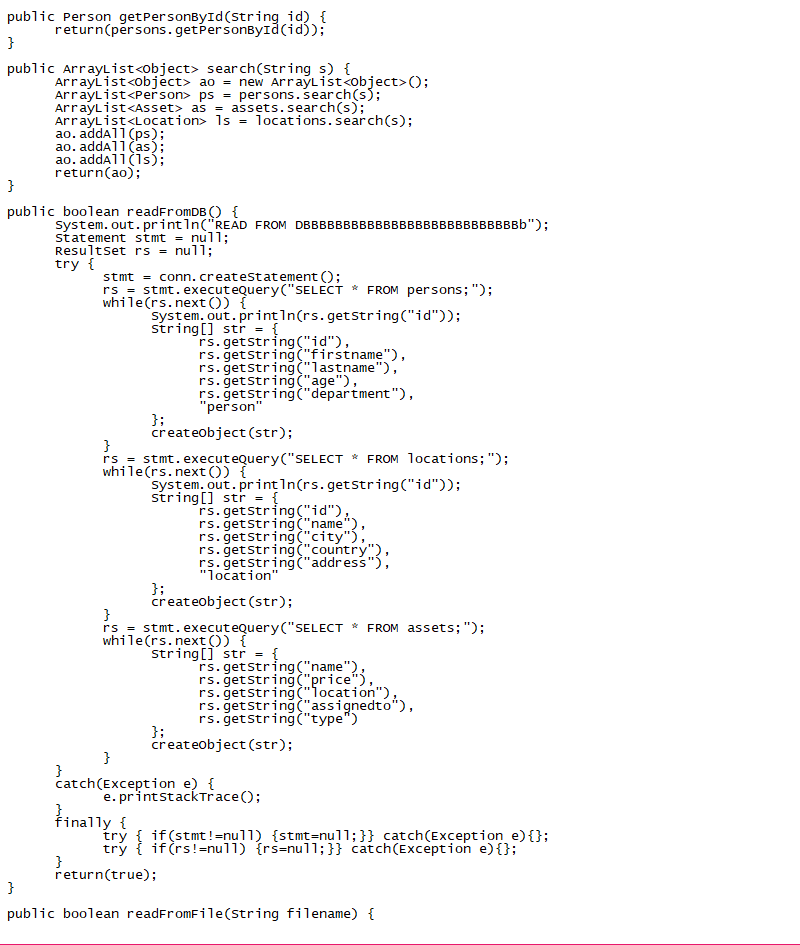 public Person getPersonById(String id) {
return(persons.getPersonById(id));
}
public ArrayList<Object> search(String s) {
ArrayList<Object> ao = new ArrayList<Object>();
ArrayList<Person> ps = persons.search(s);
ArrayList<Asset> as = assets.search(s);
ArrayList<Location> ls = locations.search(s);
ao.addAll(ps);
ao.addAll(as);
ao.addAll(ls);
return(ao);
}
public boolean readFromDB() {
System.out.println("READ FROM DBBBBBBBBBBBBBBBBBBBBBBBBBBBb");
Statement stmt = null;
ResultSet rs = null;
try {
stmt = conn.createStatement();
rs = stmt.executeQuery("SELECT * FROM persons;");
while(rs.next()) {
System.out.println(rs.getString("id"));
String[] str = {
rs.getString("id"),
rs.getString("firstname"),
rs.getString("lastname"),
rs.getString("age"),
rs.getString("department"),
"person"
};
createObject(str);
}
rs = stmt.executeQuery("SELECT * FROM locations;");
while(rs.next()) {
System.out.println(rs.getString("id"));
String[] str = {
rs.getString("id"),
rs.getString("name"),
rs.getString("city"),
rs.getString("country"),
rs.getString("address"),
"location"
};
createObject(str);
}
rs = stmt.executeQuery("SELECT * FROM assets;");
while(rs.next()) {
String[] str = {
rs.getString("name"),
rs.getString("price"),
rs.getString("location"),
rs.getString("assignedto"),
rs.getString("type")
};
createObject(str);
}
}
catch(Exception e) {
e.printStackTrace();
}
finally {
try { if(stmt!=null) {stmt=null;}} catch(Exception e){};
try { if(rs!=null) {rs=null;}} catch(Exception e){};
}
return(true);
}
public boolean readFromFile(String filename) {